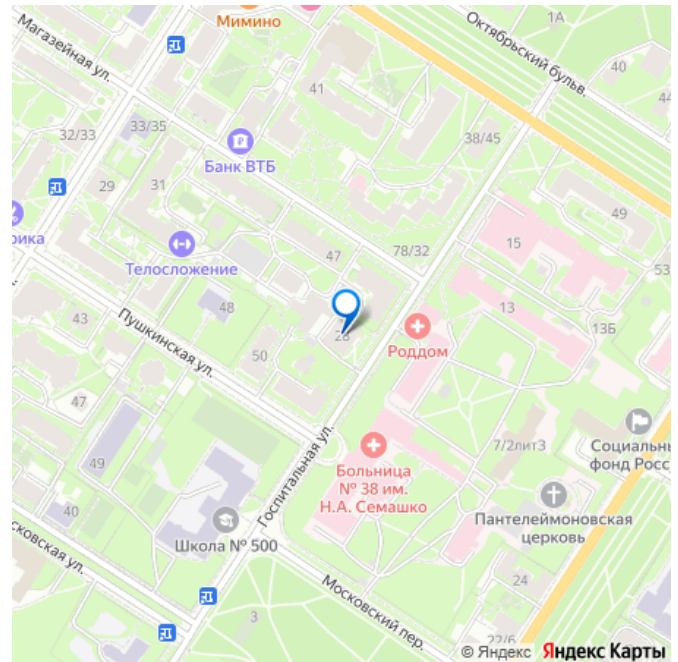 Мимино
1А
Октябрьский бульв.
Магазейная ул.
40
44
41
33/35
32/33
38/45
Банк ВТБ
31
29
49
15
рика
Телосложение
47
78/32
53
48
13
13Б
43
Пушкинская ул.
28
Роддом
50
47
7/2лит3
Социальны
фонд Росс
Госпитальная ул.
Больница
№ 38 им.
Н.А. Семашко
49
Пантелеймоновская
церковь
40
Школа № 500
сковская ул.
24
Московский пер.
3
22/6
© Яндекс Яндекс Карты